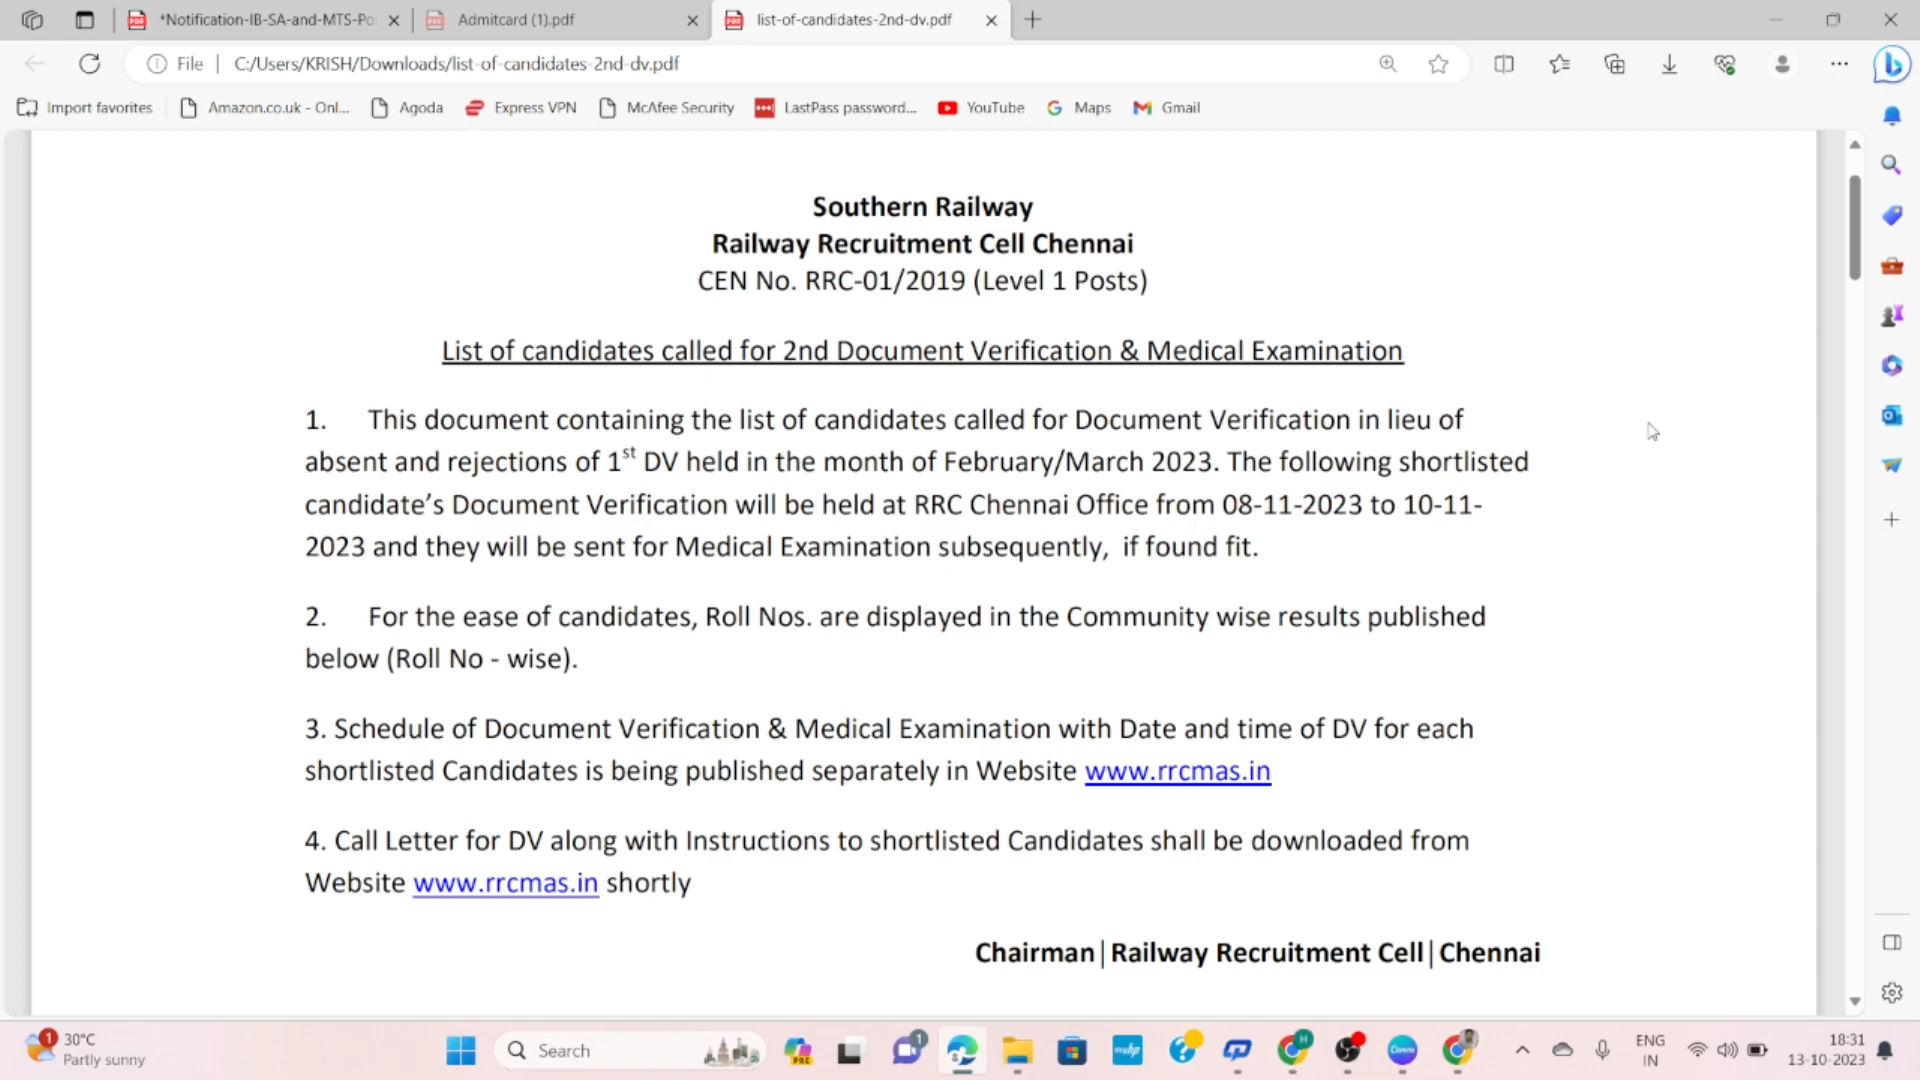 *Notification-IB-SA-and-MTS-Po
Admitcard (1).pdf
list-of-candidates-2nd-dv.pdf
File
C:/Users/KRISH/Downloads/list-of-candidates-2nd-dv.pdf
Import favorites
Amazon.co.uk - Onl...
Agoda
Express VPN
McAfee Security
LastPass password...
YouTube
Maps
Gmail
Southern Railway
Railway Recruitment Cell Chennai
CEN No. RRC-01/2019 (Level 1 Posts)
List of candidates called for 2nd Document Verification & Medical Examination
1. This document containing the list of candidates called for Document Verification in lieu of
absent and rejections of 1st DV held in the month of February/March 2023. The following shortlisted
candidate’s Document Verification will be held at RRC Chennai Office from 08-11-2023 to 10-11-
2023 and they will be sent for Medical Examination subsequently, if found fit.
2. For the ease of candidates, Roll Nos. are displayed in the Community wise results published
below (Roll No - wise).
3. Schedule of Document Verification & Medical Examination with Date and time of DV for each
shortlisted Candidates is being published separately in Website www.rrcmas.in
4. Call Letter for DV along with Instructions to shortlisted Candidates shall be downloaded from
Website www.rrcmas.in shortly
Chairman|Railway Recruitment Cell|Chennai
1
30°C
Partly sunny
Search
PRE
1
myhp
H
Canva
ENG
IN
18:31
13-10-2023